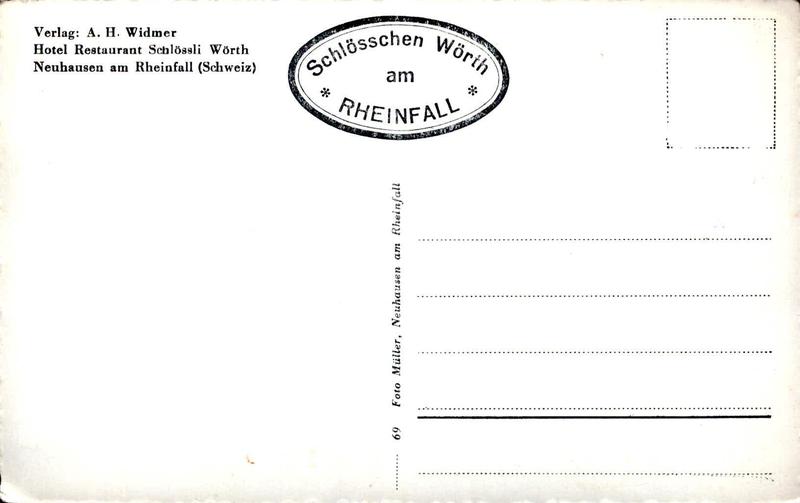 Verlag: A. H. Widmer
Hotel Restaurant Schlössli Wörth
Neuhausen am Rheinfall (Schweiz)
Schlösschen Wörth
am
* RHEINFALL *
69 Foto Müller, Neuhausen am Rheinfall